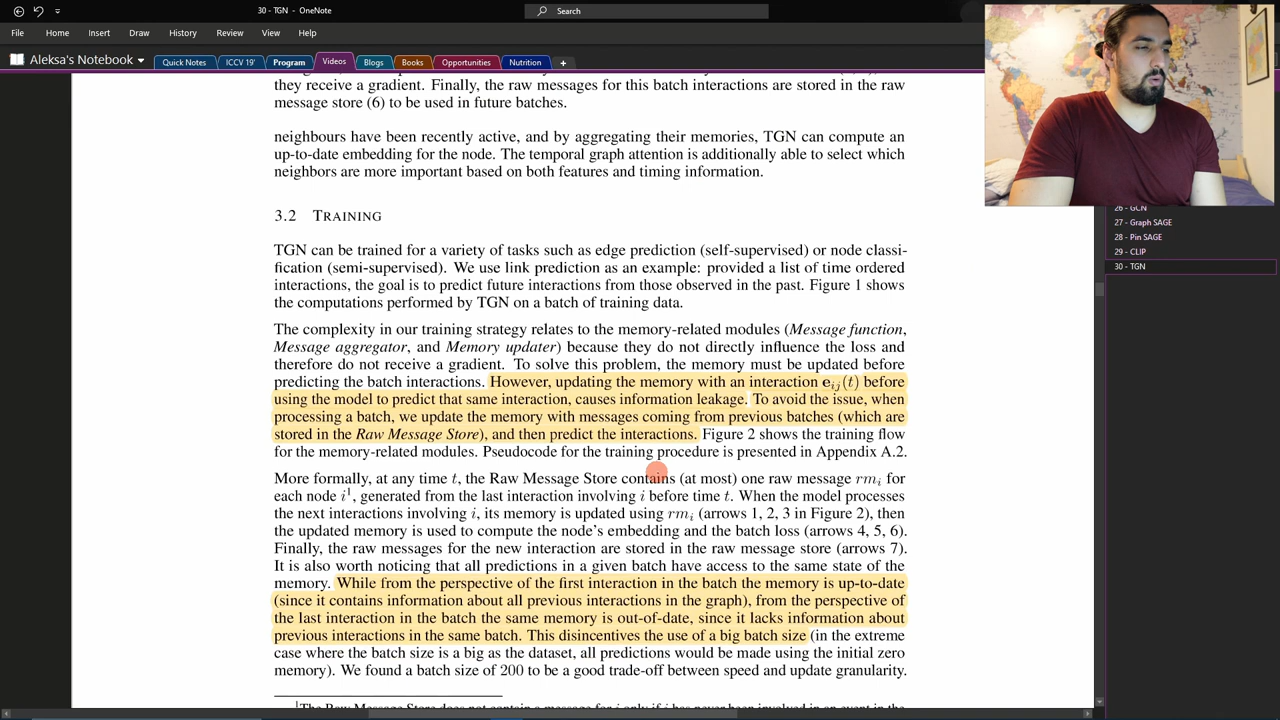 30 - TGN - OneNote
Search
File Home Insert Draw History Review View Help
Aleksa's Notebook Quick Notes ICCV 19' Program Videos Blogs Books Opportunities Nutrition +
they receive a gradient. Finally, the raw messages for this batch interactions are stored in the raw
message store (6) to be used in future batches.
neighbours have been recently active, and by aggregating their memories, TGN can compute an
up-to-date embedding for the node. The temporal graph attention is additionally able to select which
neighbors are more important based on both features and timing information.
3.2 TRAINING
TGN can be trained for a variety of tasks such as edge prediction (self-supervised) or node classi-
fication (semi-supervised). We use link prediction as an example: provided a list of time ordered
interactions, the goal is to predict future interactions from those observed in the past. Figure 1 shows
the computations performed by TGN on a batch of training data.
The complexity in our training strategy relates to the memory-related modules (Message function,
Message aggregator, and Memory updater) because they do not directly influence the loss and
therefore do not receive a gradient. To solve this problem, the memory must be updated before
predicting the batch interactions. However, updating the memory with an interaction eij(t) before
using the model to predict that same interaction, causes information leakage. To avoid the issue, when
processing a batch, we update the memory with messages coming from previous batches (which are
stored in the Raw Message Store), and then predict the interactions. Figure 2 shows the training flow
for the memory-related modules. Pseudocode for the training procedure is presented in Appendix A.2.
More formally, at any time t, the Raw Message Store contains (at most) one raw message rmi for
each node i¹, generated from the last interaction involving i before time t. When the model processes
the next interactions involving i, its memory is updated using rmi (arrows 1, 2, 3 in Figure 2), then
the updated memory is used to compute the node's embedding and the batch loss (arrows 4, 5, 6).
Finally, the raw messages for the new interaction are stored in the raw message store (arrows 7).
It is also worth noticing that all predictions in a given batch have access to the same state of the
memory. While from the perspective of the first interaction in the batch the memory is up-to-date
(since it contains information about all previous interactions in the graph), from the perspective of
the last interaction in the batch the same memory is out-of-date, since it lacks information about
previous interactions in the same batch. This disincentives the use of a big batch size (in the extreme
case where the batch size is a big as the dataset, all predictions would be made using the initial zero
memory). We found a batch size of 200 to be a good trade-off between speed and update granularity.
26 - GCN
27 - Graph SAGE
28 - Pin SAGE
29 - CLIP
30 - TGN